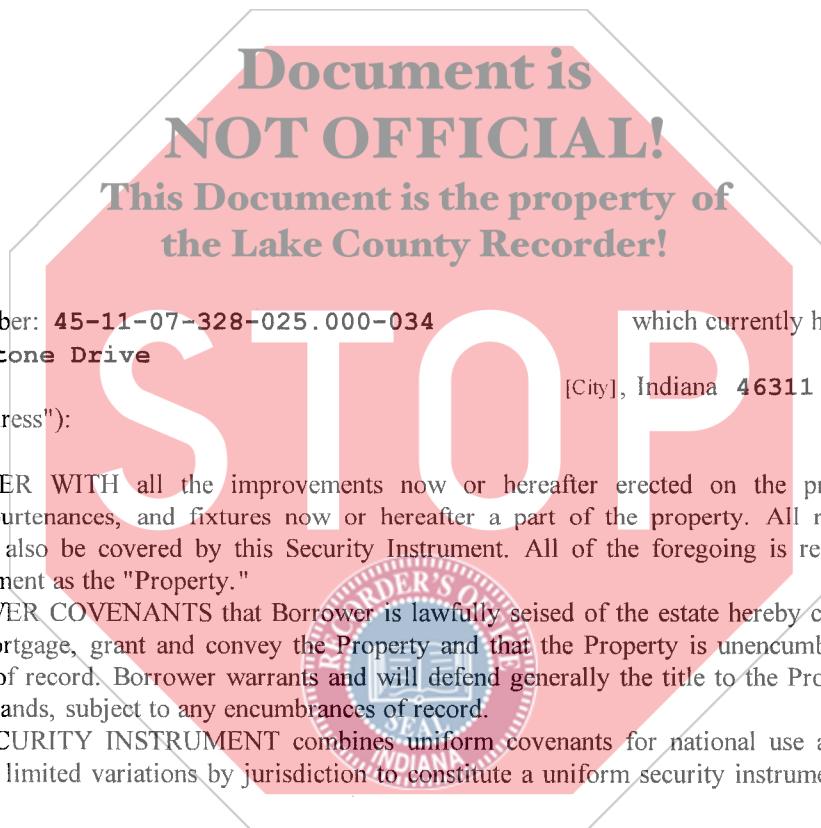 Document is
NOT OFFICIAL!
This Document is the property of
the Lake County Recorder!
STOP
ber: 45-11-07-328-025.000-034 which currently h
tone Drive
[City], Indiana 46311
ress"):
ER WITH all the improvements now or hereafter erected on the pr
urtenances, and fixtures now or hereafter a part of the property. All r
also be covered by this Security Instrument. All of the foregoing is re
ment as the "Property."
VER COVENANTS that Borrower is lawfully seised of the estate hereby c
ortgage, grant and convey the Property and that the Property is unencumb
of record. Borrower warrants and will defend generally the title to the Pro
ands, subject to any encumbrances of record.
CURITY INSTRUMENT combines uniform covenants for national use a
limited variations by jurisdiction to constitute a uniform security instrume
RECORDER'S OFFICE
SEAL
INDIANA